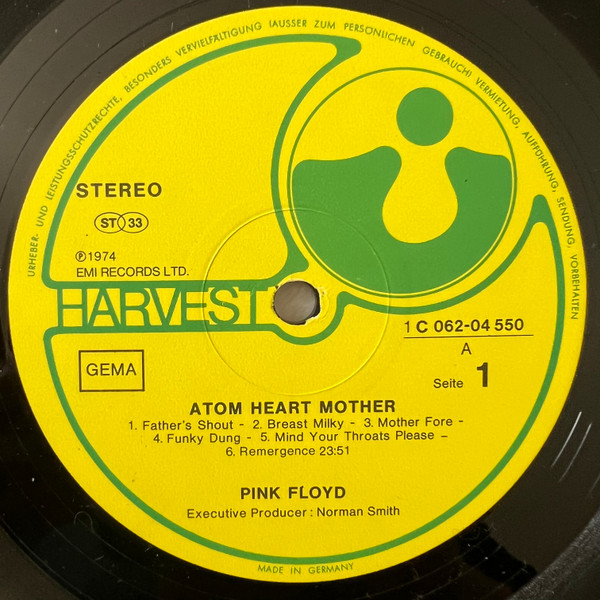 URHEBER- UND LEISTUNGSSCHUTZRECHTE, BESONDERS VERVIELFÄLTIGUNG (AUSSER ZUM PERSÖNLICHEN GEBRAUCH) VERMIETUNG, AUFFÜHRUNG, SENDUNG, VORBEHALTEN
STEREO
ST 33
℗ 1974
EMI RECORDS LTD.
HARVEST
1 C 062-04 550
GEMA
A
Seite 1
ATOM HEART MOTHER
1. Father's Shout - 2. Breast Milky - 3. Mother Fore -
4. Funky Dung - 5. Mind Your Throats Please –
6. Remergence 23:51
PINK FLOYD
Executive Producer : Norman Smith
MADE IN GERMANY